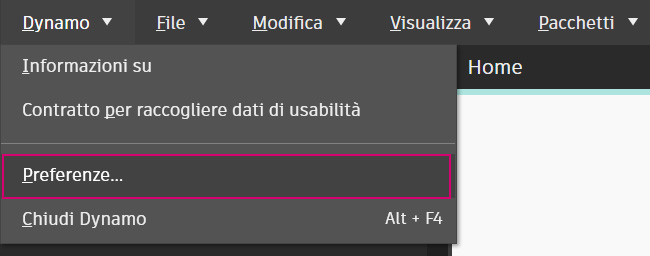 Dynamo File Modifica Visualizza Pacchetti
Informazioni su
Home
Contratto per raccogliere dati di usabilità
Preferenze...
Chiudi Dynamo Alt + F4